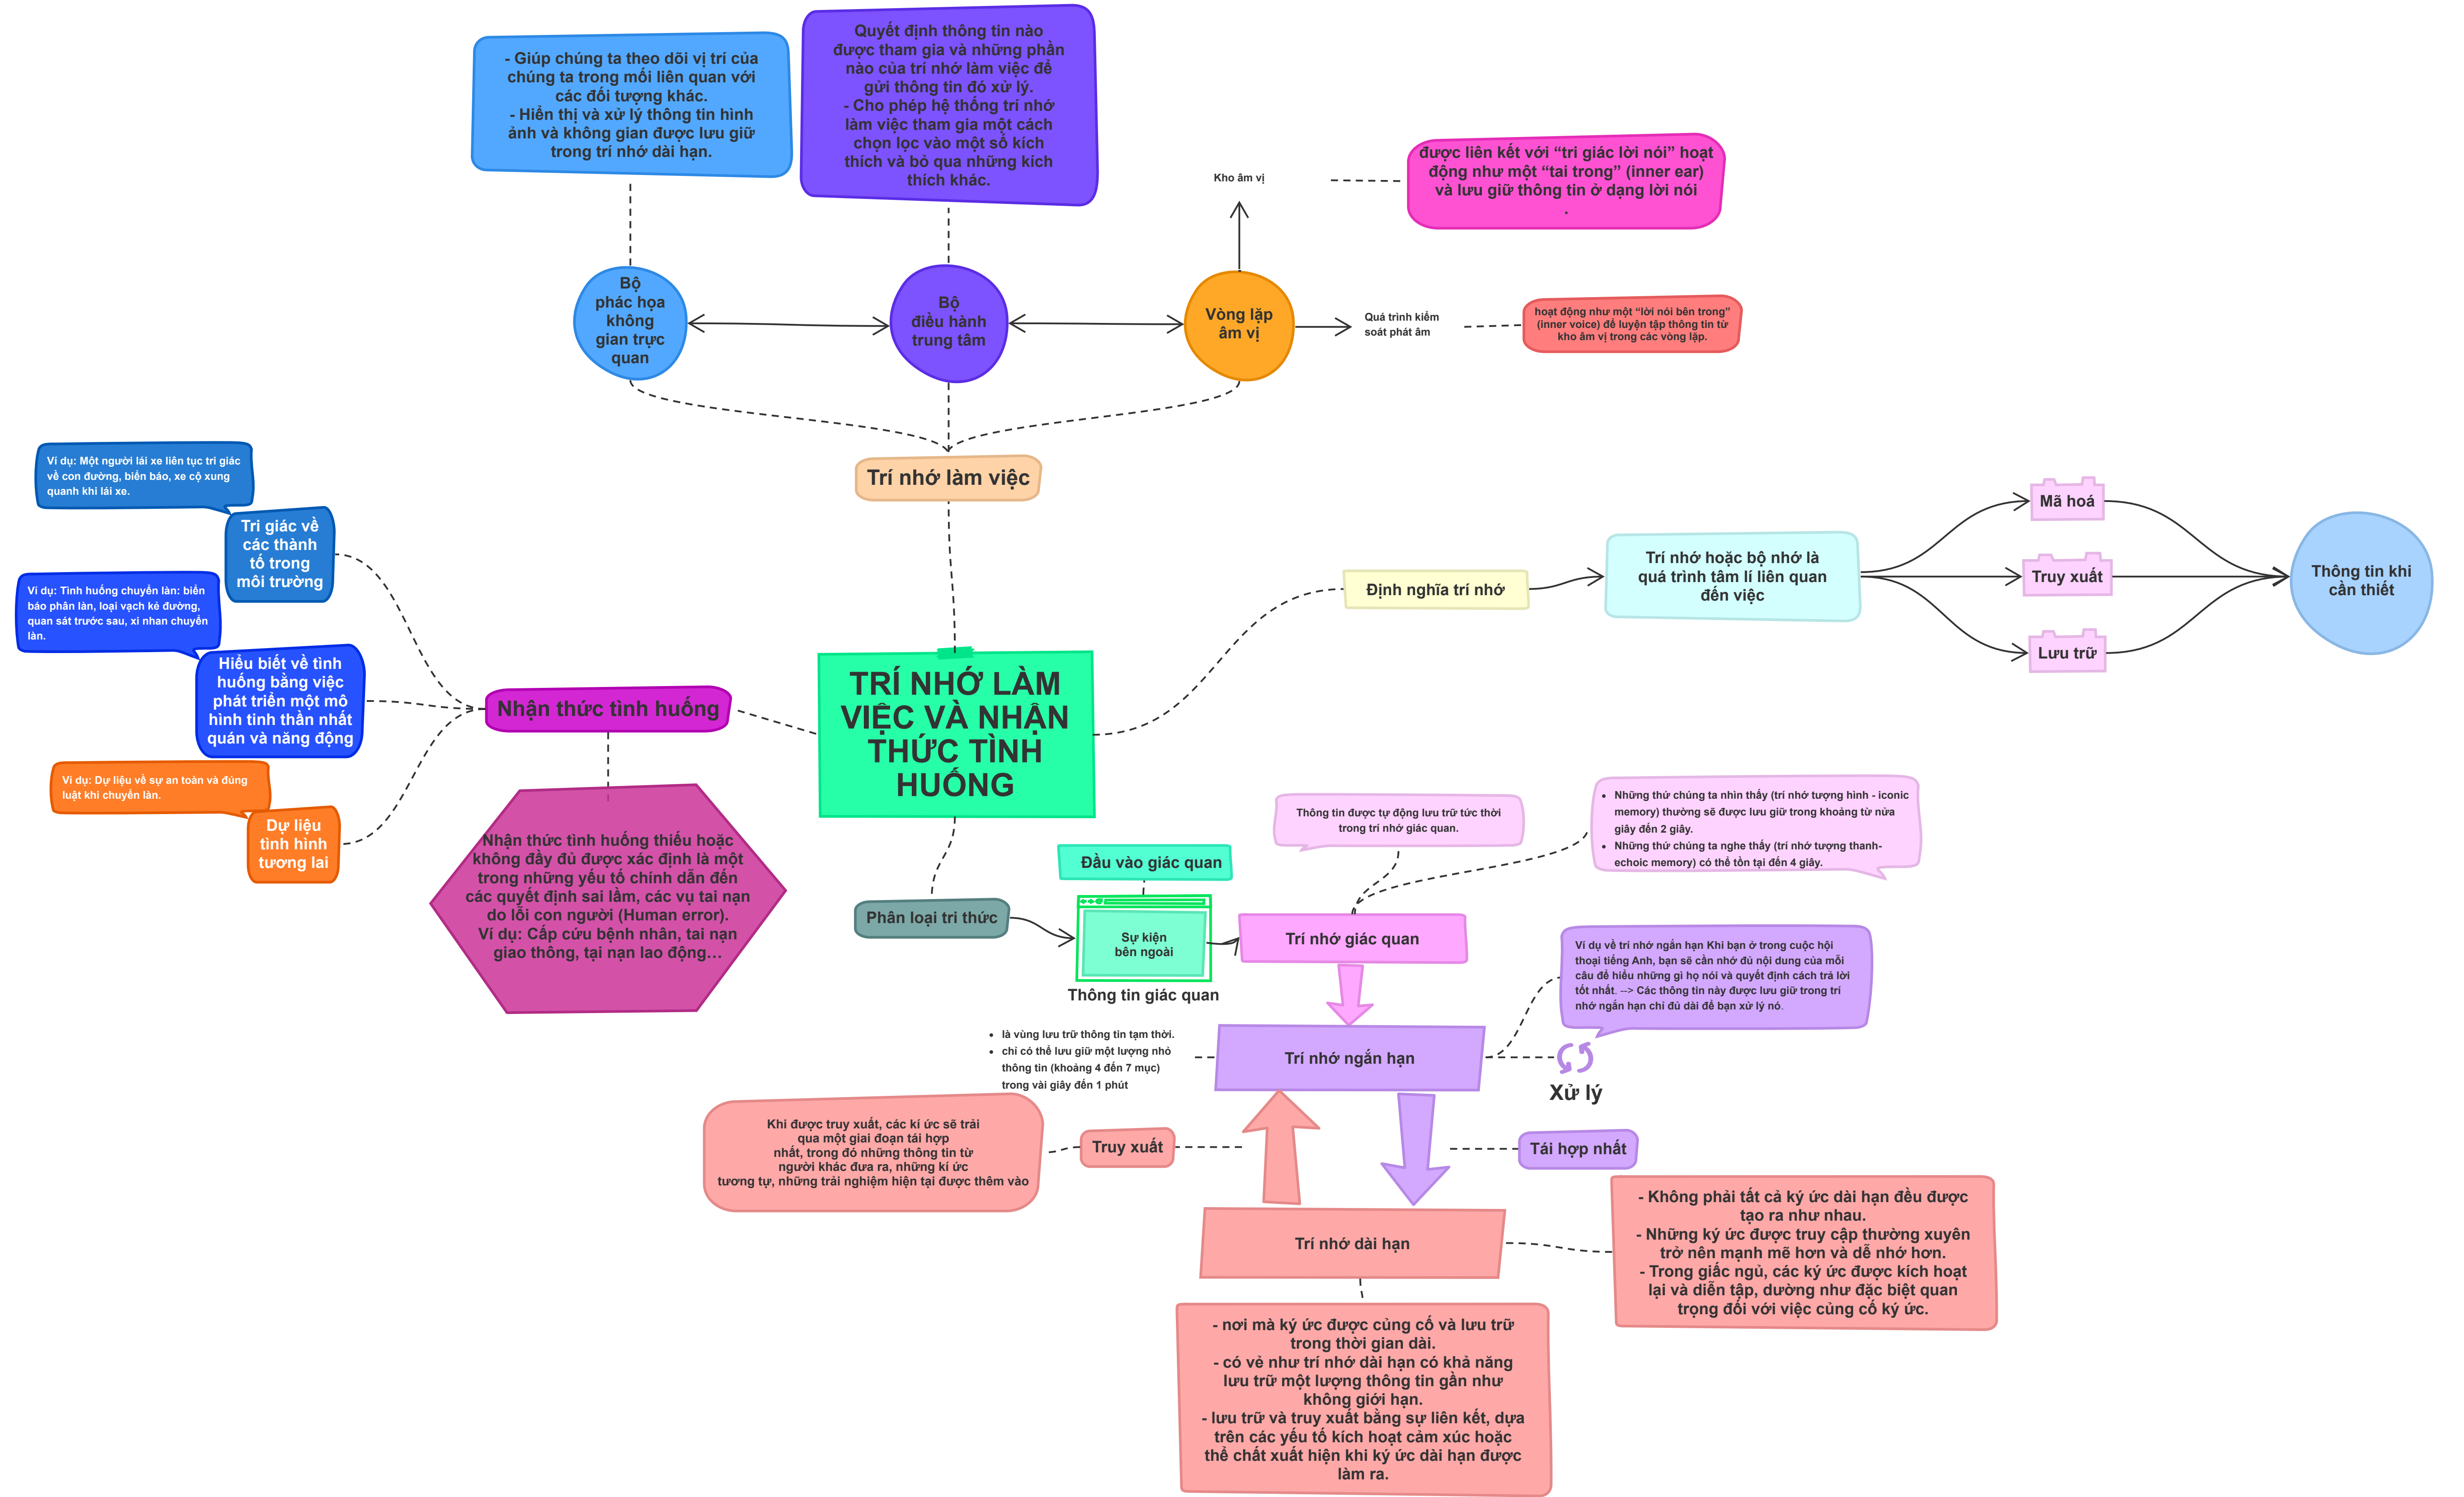 - Giúp chúng ta theo dõi vị trí của
chúng ta trong mối liên quan với
các đối tượng khác.
- Hiển thị và xử lý thông tin hình
ảnh và không gian được lưu giữ
trong trí nhớ dài hạn.
Quyết định thông tin nào
được tham gia và những phần
nào của trí nhớ làm việc để
gửi thông tin đó xử lý.
- Cho phép hệ thống trí nhớ
làm việc tham gia một cách
chọn lọc vào một số kích
thích và bỏ qua những kích
thích khác.
Kho âm vị
được liên kết với “tri giác lời nói” hoạt
động như một “tai trong” (inner ear)
và lưu giữ thông tin ở dạng lời nói
.
Bộ
phác họa
không
gian trực
quan
Bộ
điều hành
trung tâm
Vòng lặp
âm vị
Quá trình kiểm
soát phát âm
hoạt động như một “lời nói bên trong”
(inner voice) để luyện tập thông tin từ
kho âm vị trong các vòng lặp.
Trí nhớ làm việc
Ví dụ: Một người lái xe liên tục tri giác
về con đường, biển báo, xe cộ xung
quanh khi lái xe.
Tri giác về
các thành
tố trong
môi trường
Ví dụ: Tình huống chuyển làn: biển
báo phân làn, loại vạch kẻ đường,
quan sát trước sau, xi nhan chuyển
làn.
Hiểu biết về tình
huống bằng việc
phát triển một mô
hình tinh thần nhất
quán và năng động
Ví dụ: Dự liệu về sự an toàn và đúng
luật khi chuyển làn.
Dự liệu
tình hình
tương lai
Nhận thức tình huống
Nhận thức tình huống thiếu hoặc
không đầy đủ được xác định là một
trong những yếu tố chính dẫn đến
các quyết định sai lầm, các vụ tai nạn
do lỗi con người (Human error).
Ví dụ: Cấp cứu bệnh nhân, tai nạn
giao thông, tại nạn lao động…
TRÍ NHỚ LÀM
VIỆC VÀ NHẬN
THỨC TÌNH
HUỐNG
Định nghĩa trí nhớ
Trí nhớ hoặc bộ nhớ là
quá trình tâm lí liên quan
đến việc
Mã hoá
Truy xuất
Lưu trữ
Thông tin khi
cần thiết
Phân loại tri thức
Đầu vào giác quan
Sự kiện
bên ngoài
Thông tin giác quan
Thông tin được tự động lưu trữ tức thời
trong trí nhớ giác quan.
• Những thứ chúng ta nhìn thấy (trí nhớ tượng hình - iconic
memory) thường sẽ được lưu giữ trong khoảng từ nửa
giây đến 2 giây.
• Những thứ chúng ta nghe thấy (trí nhớ tượng thanh-
echoic memory) có thể tồn tại đến 4 giây.
Trí nhớ giác quan
Ví dụ về trí nhớ ngắn hạn Khi bạn ở trong cuộc hội
thoại tiếng Anh, bạn sẽ cần nhớ đủ nội dung của mỗi
câu để hiểu những gì họ nói và quyết định cách trả lời
tốt nhất. --> Các thông tin này được lưu giữ trong trí
nhớ ngắn hạn chỉ đủ dài để bạn xử lý nó.
• là vùng lưu trữ thông tin tạm thời.
• chỉ có thể lưu giữ một lượng nhỏ
thông tin (khoảng 4 đến 7 mục)
trong vài giây đến 1 phút
Trí nhớ ngắn hạn
Xử lý
Khi được truy xuất, các kí ức sẽ trải
qua một giai đoạn tái hợp
nhất, trong đó những thông tin từ
người khác đưa ra, những kí ức
tương tự, những trải nghiệm hiện tại được thêm vào
Truy xuất
Tái hợp nhất
Trí nhớ dài hạn
- Không phải tất cả ký ức dài hạn đều được
tạo ra như nhau.
- Những ký ức được truy cập thường xuyên
trở nên mạnh mẽ hơn và dễ nhớ hơn.
- Trong giấc ngủ, các ký ức được kích hoạt
lại và diễn tập, dường như đặc biệt quan
trọng đối với việc củng cố ký ức.
- nơi mà ký ức được củng cố và lưu trữ
trong thời gian dài.
- có vẻ như trí nhớ dài hạn có khả năng
lưu trữ một lượng thông tin gần như
không giới hạn.
- lưu trữ và truy xuất bằng sự liên kết, dựa
trên các yếu tố kích hoạt cảm xúc hoặc
thể chất xuất hiện khi ký ức dài hạn được
làm ra.